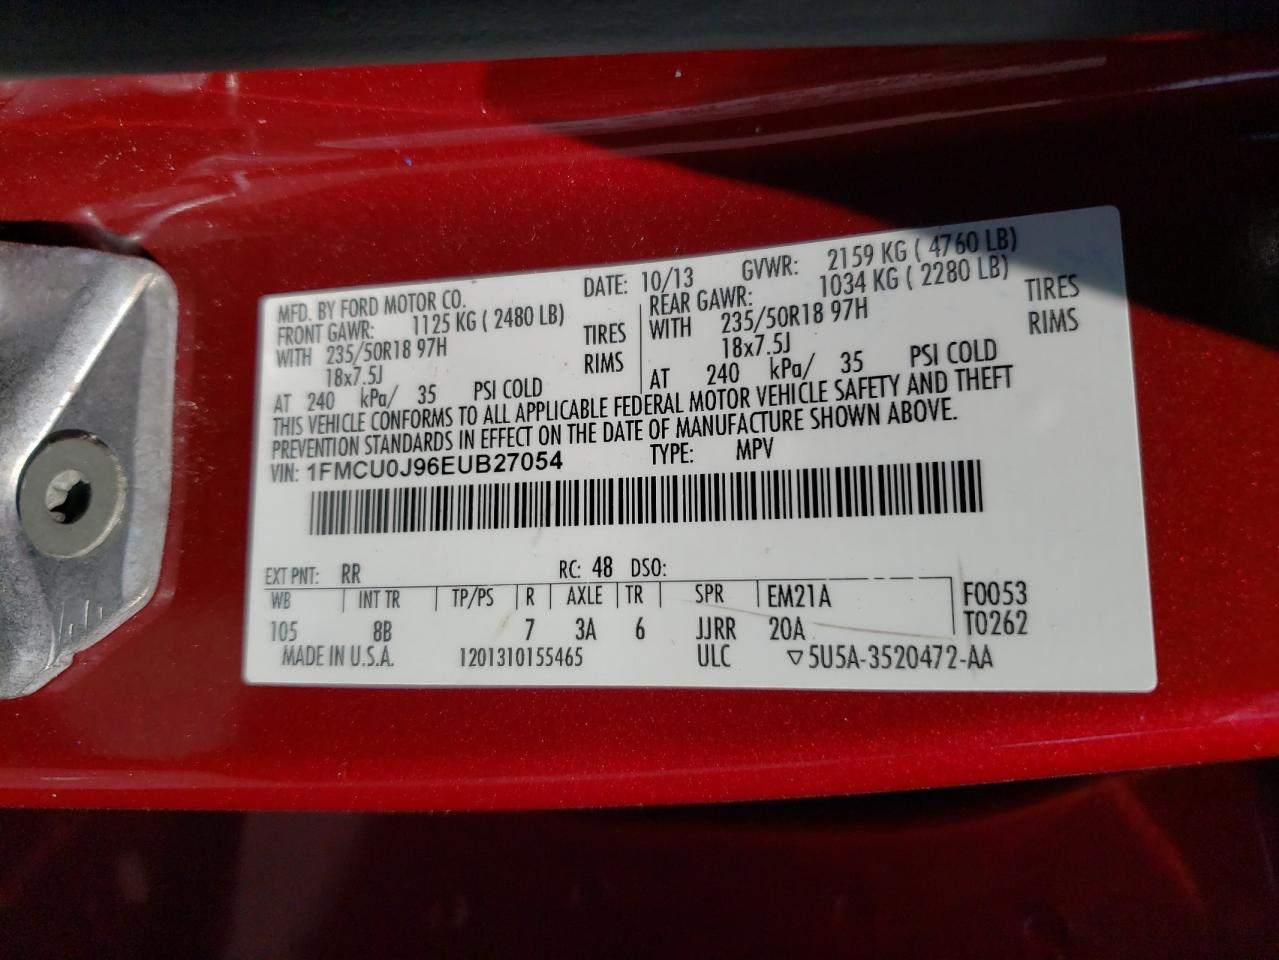 MFD. BY FORD MOTOR CO. DATE: 10/13 GVWR: 2159 KG ( 4760 LB)
FRONT GAWR: 1125 KG ( 2480 LB) REAR GAWR: 1034 KG ( 2280 LB)
WITH 235/50R18 97H TIRES WITH 235/50R18 97H TIRES
18x7.5J RIMS 18x7.5J RIMS
AT 240 kPa/ 35 PSI COLD AT 240 kPa/ 35 PSI COLD
THIS VEHICLE CONFORMS TO ALL APPLICABLE FEDERAL MOTOR VEHICLE SAFETY AND THEFT
PREVENTION STANDARDS IN EFFECT ON THE DATE OF MANUFACTURE SHOWN ABOVE.
VIN: 1FMCU0J96EUB27054 TYPE: MPV
EXT PNT: RR RC: 48 DSO:
WB INT TR TP/PS R AXLE TR SPR EM21A F0053
105 8B 7 3A 6 JJRR 20A T0262
MADE IN U.S.A. 1201310155465 ULC ▽5U5A-3520472-AA